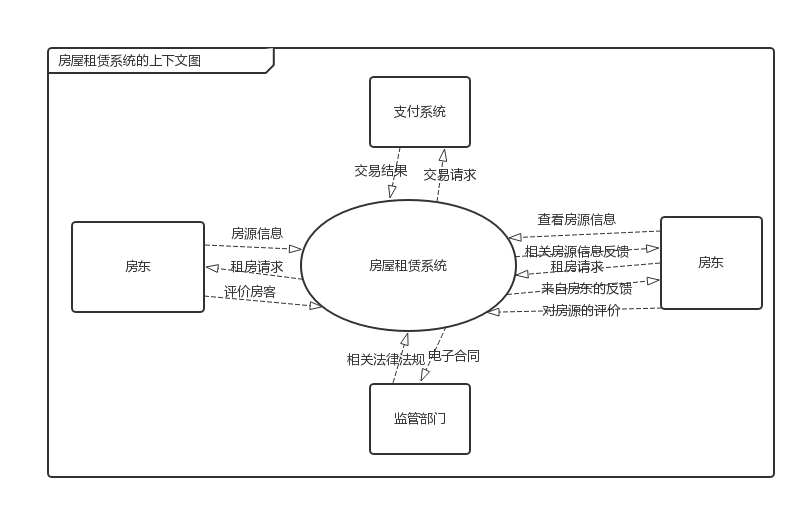 房屋租赁系统的上下文图
支付系统
交易结果
交易请求
房源信息
租房请求
评价房客
房东
房屋租赁系统
查看房源信息
相关房源信息反馈
租房请求
来自房东的反馈
对房源的评价
房东
相关法律法规
电子合同
监管部门